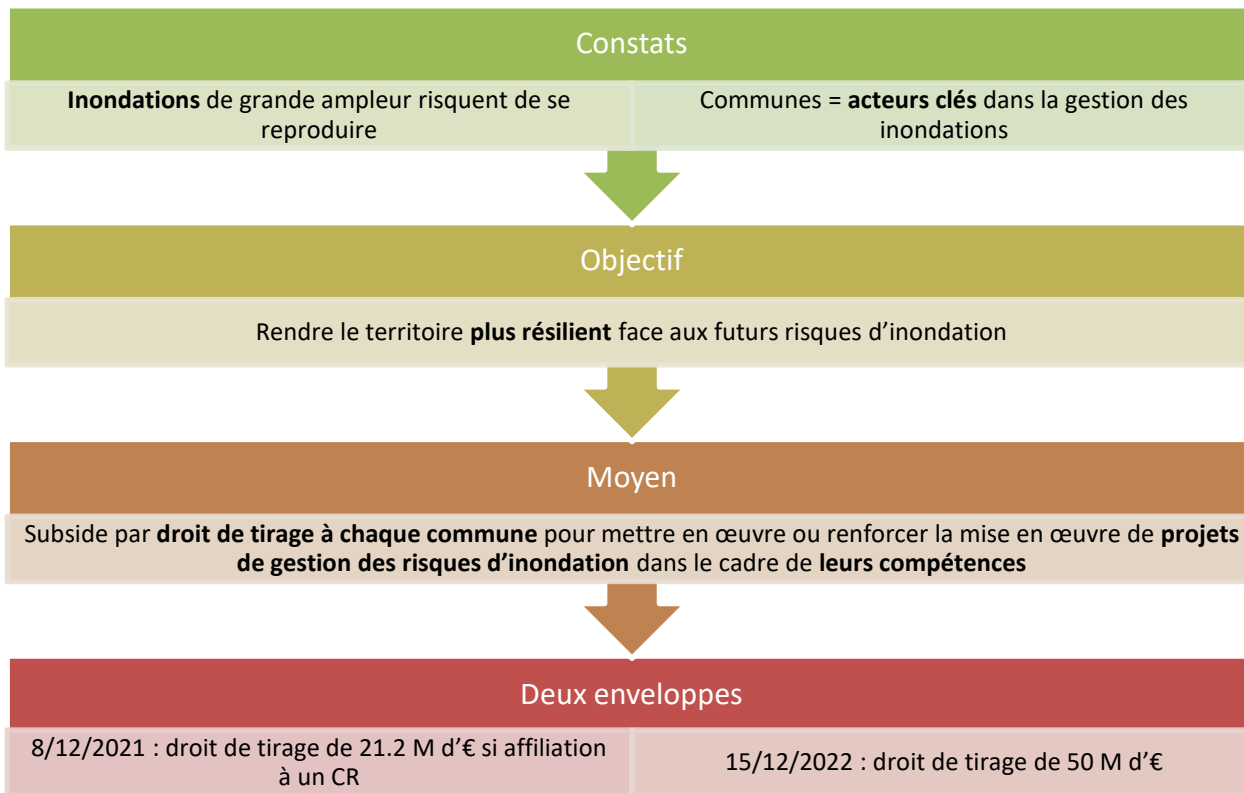 Constats
Inondations de grande ampleur risquent de se
reproduire
Communes = acteurs clés dans la gestion des
inondations
Objectif
Rendre le territoire plus résilient face aux futurs risques d’inondation
Moyen
Subside par droit de tirage à chaque commune pour mettre en œuvre ou renforcer la mise en œuvre de projets
de gestion des risques d’inondation dans le cadre de leurs compétences
Deux enveloppes
8/12/2021 : droit de tirage de 21.2 M d’€ si affiliation
à un CR
15/12/2022 : droit de tirage de 50 M d’€